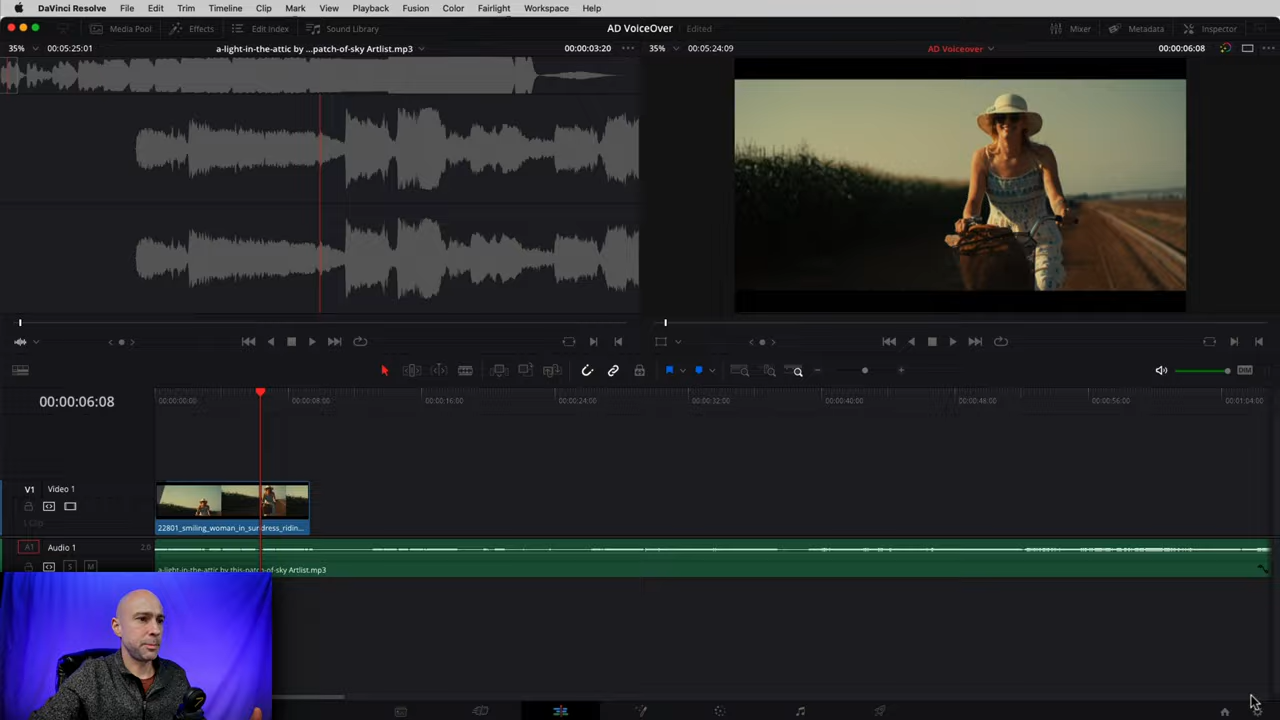 DaVinci Resolve File Edit Trim Timeline Clip Mark View Playback Fusion Color Fairlight Workspace Help
Media Pool Effects Edit Index Sound Library AD VoiceOver Edited Mixer Metadata Inspector
35% 00:05:25:01 a-light-in-the-attic by ...patch-of-sky Artlist.mp3 00:00:03:20 35% 00:05:24:09 AD Voiceover 00:00:06:08
DIM
00:00:06:08 00:00:00:00 00:00:08:00 00:00:16:00 00:00:24:00 00:00:32:00 00:00:40:00 00:00:48:00 00:00:56:00 00:01:04:00
V1 Video 1
1 Clip
22801_smiling_woman_in_sundress_ridin...
A1 Audio 1 2.0
S M
a-light-in-the-attic by this-patch-of-sky Artlist.mp3